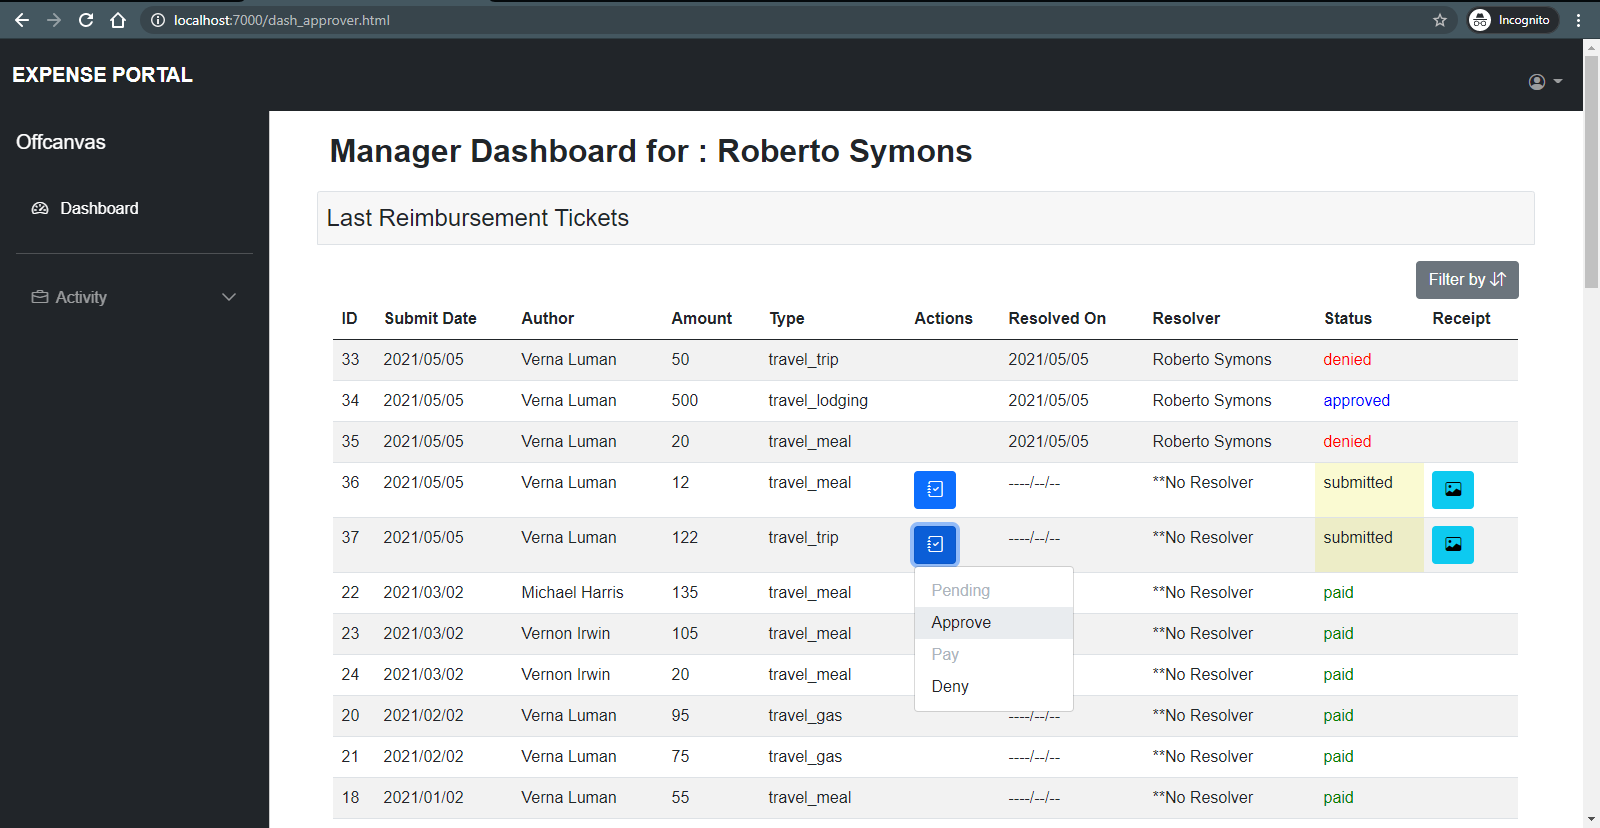 localhost:7000/dash_approver.html Incognito
EXPENSE PORTAL
Offcanvas
Dashboard
Activity
Manager Dashboard for : Roberto Symons
Last Reimbursement Tickets
Filter by
ID Submit Date Author Amount Type Actions Resolved On Resolver Status Receipt
33 2021/05/05 Verna Luman 50 travel_trip 2021/05/05 Roberto Symons denied
34 2021/05/05 Verna Luman 500 travel_lodging 2021/05/05 Roberto Symons approved
35 2021/05/05 Verna Luman 20 travel_meal 2021/05/05 Roberto Symons denied
36 2021/05/05 Verna Luman 12 travel_meal ----/--/-- **No Resolver submitted
37 2021/05/05 Verna Luman 122 travel_trip ----/--/-- **No Resolver submitted
22 2021/03/02 Michael Harris 135 travel_meal **No Resolver paid
23 2021/03/02 Vernon Irwin 105 travel_meal **No Resolver paid
24 2021/03/02 Vernon Irwin 20 travel_meal **No Resolver paid
20 2021/02/02 Verna Luman 95 travel_gas ----/--/-- **No Resolver paid
21 2021/02/02 Verna Luman 75 travel_gas ----/--/-- **No Resolver paid
18 2021/01/02 Verna Luman 55 travel_meal ----/--/-- **No Resolver paid
Pending
Approve
Pay
Deny